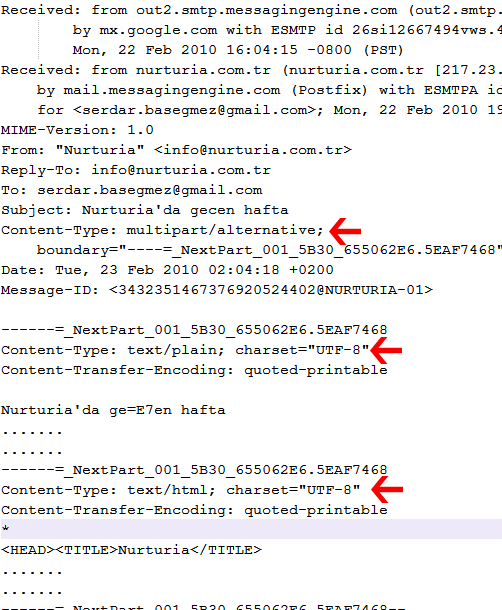 Received: from out2.smtp.messagingengine.com (out2.smtp.
by mx.google.com with ESMTP id 26si12667494vws.4
Mon, 22 Feb 2010 16:04:15 -0800 (PST)
Received: from nurturia.com.tr (nurturia.com.tr [217.23.
by mail.messagingengine.com (Postfix) with ESMTPA id
for <serdar.basegmez@gmail.com>; Mon, 22 Feb 2010 19
MIME-Version: 1.0
From: "Nurturia" <info@nurturia.com.tr>
Reply-To: info@nurturia.com.tr
To: serdar.basegmez@gmail.com
Subject: Nurturia'da gecen hafta
Content-Type: multipart/alternative;
boundary="----=_NextPart_001_5B30_655062E6.5EAF7468"
Date: Tue, 23 Feb 2010 02:04:18 +0200
Message-ID: <3432351467376920524402@NURTURIA-01>
------=_NextPart_001_5B30_655062E6.5EAF7468
Content-Type: text/plain; charset="UTF-8"
Content-Transfer-Encoding: quoted-printable
Nurturia'da ge=E7en hafta
.......
.......
------=_NextPart_001_5B30_655062E6.5EAF7468
Content-Type: text/html; charset="UTF-8"
Content-Transfer-Encoding: quoted-printable
*
<HEAD><TITLE>Nurturia</TITLE>
.......
.......
------=_NextPart_001_5B30_655062E6.5EAF7468--